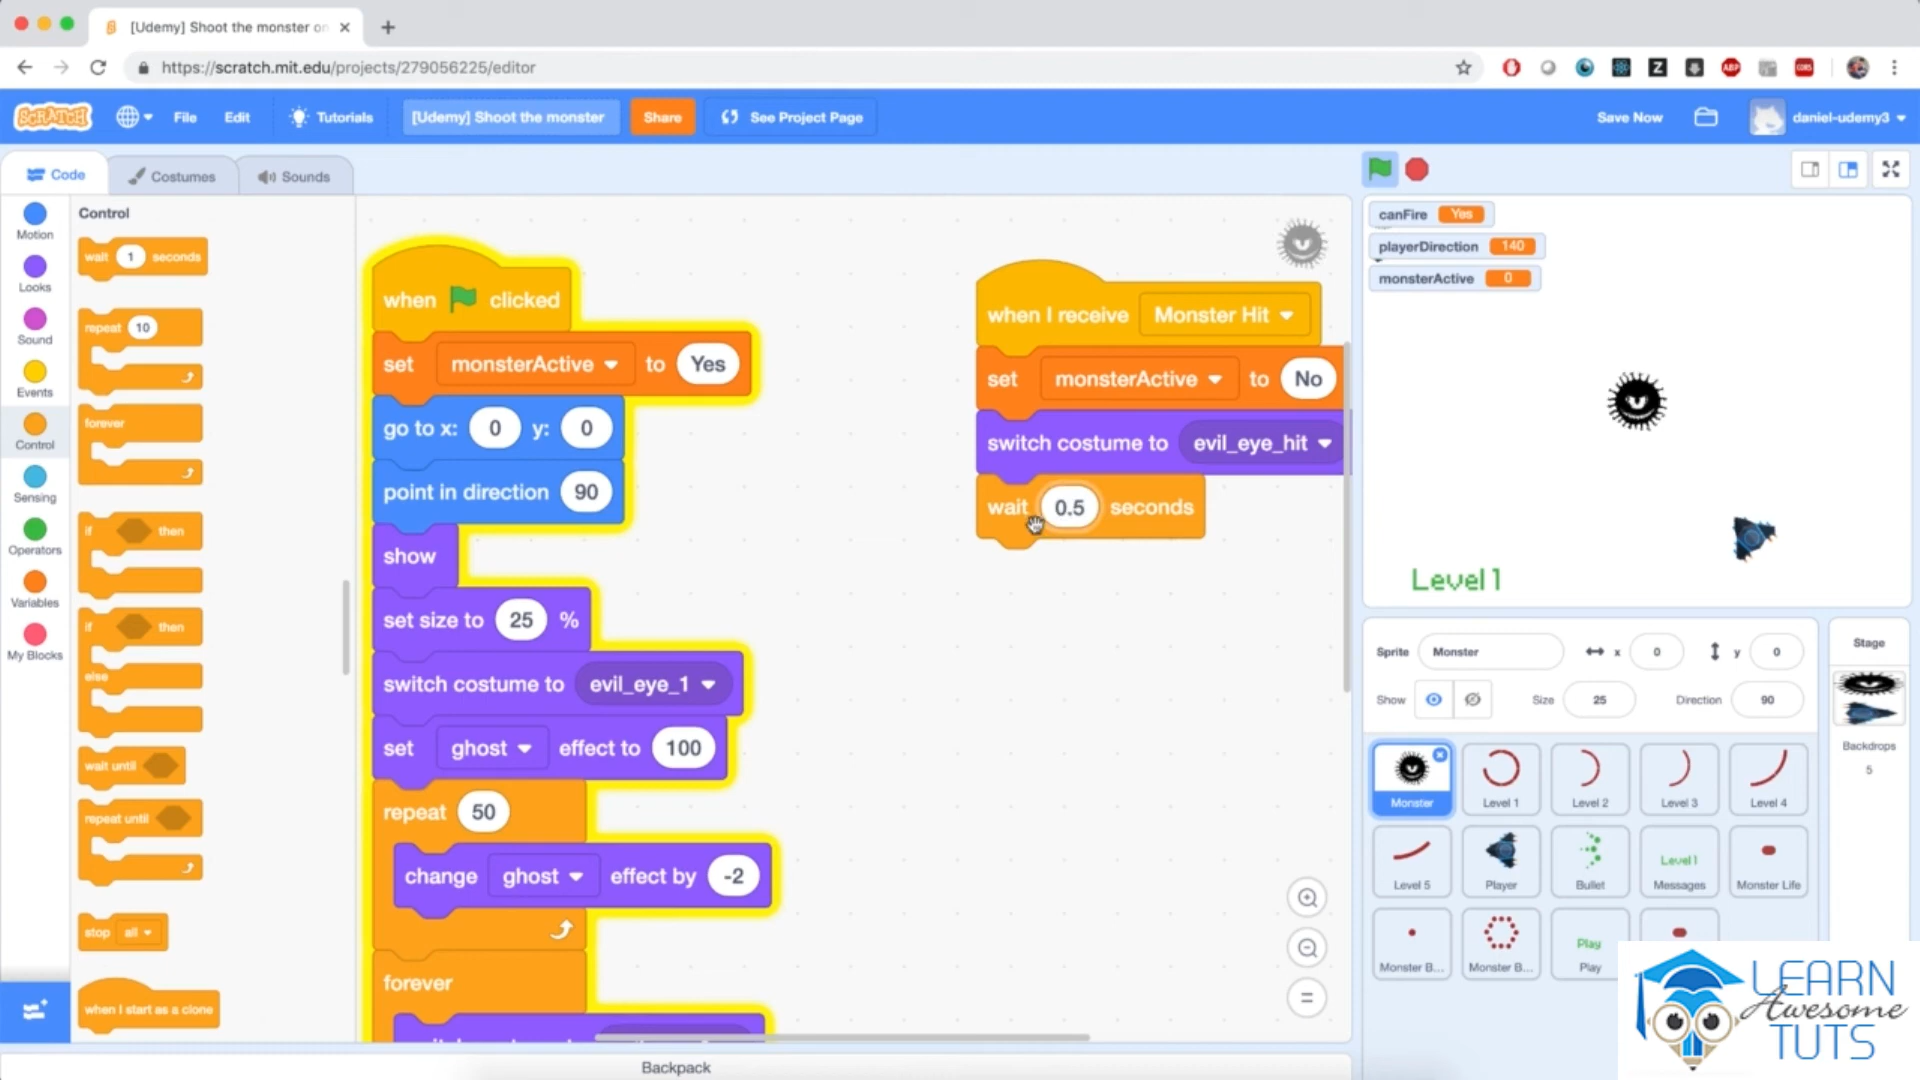 [Udemy] Shoot the monster on
https://scratch.mit.edu/projects/279056225/editor
SCRATCH
File
Edit
Tutorials
[Udemy] Shoot the monster
Share
See Project Page
Save Now
daniel-udemy3
Code
Costumes
Sounds
Motion
Looks
Sound
Events
Control
Sensing
Operators
Variables
My Blocks
Control
wait 1 seconds
repeat 10
forever
if then
if then
else
wait until
repeat until
stop all
when I start as a clone
when clicked
set monsterActive to Yes
go to x: 0 y: 0
point in direction 90
show
set size to 25 %
switch costume to evil_eye_1
set ghost effect to 100
repeat 50
change ghost effect by -2
forever
when I receive Monster Hit
set monsterActive to No
switch costume to evil_eye_hit
wait 0.5 seconds
Backpack
canFire Yes
playerDirection 140
monsterActive 0
Level 1
Sprite Monster x 0 y 0
Show Size 25 Direction 90
Monster
Level 1
Level 2
Level 3
Level 4
Level 5
Player
Bullet
Level 1
Messages
Monster Life
Monster B...
Monster B...
Play
Play
Stage
Backdrops
5
ABP
CORS
Z
LEARN
Awesome
TUTS